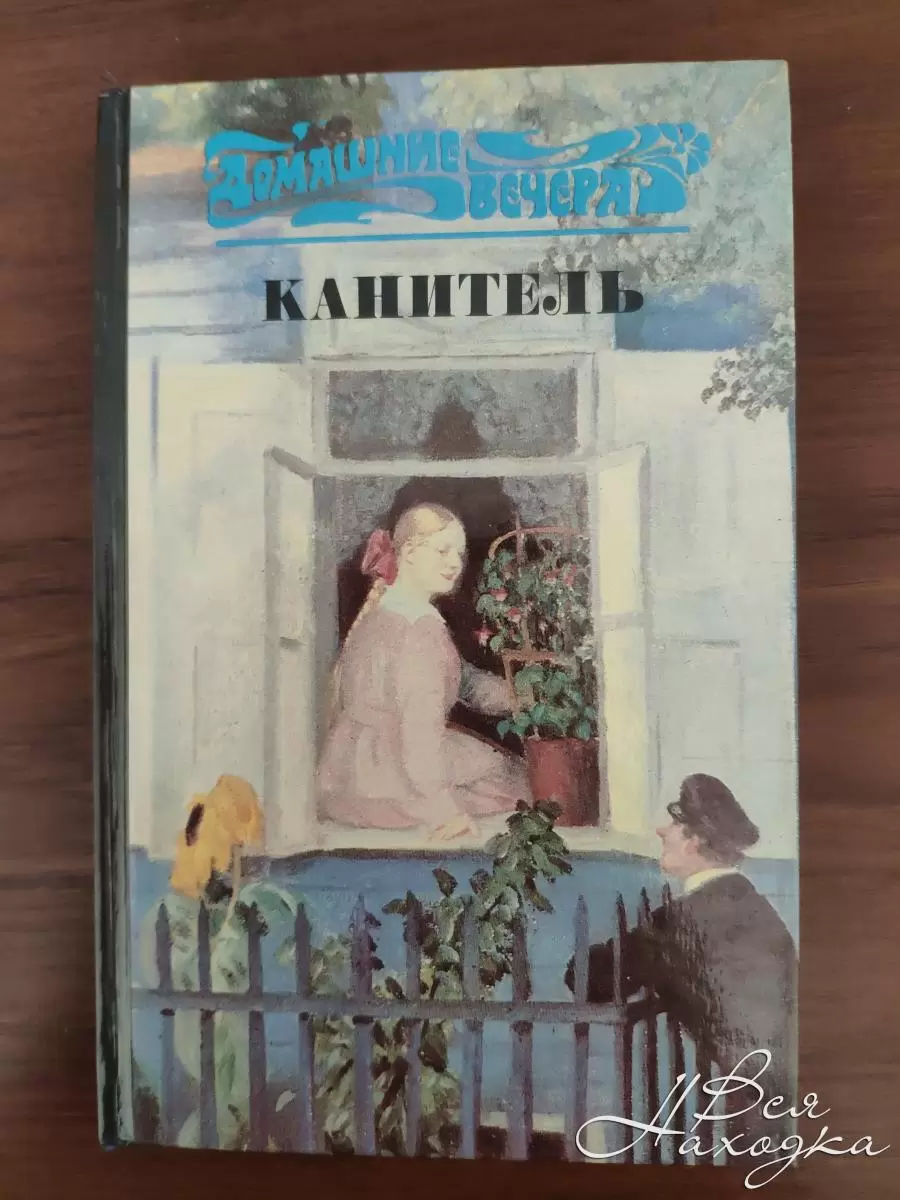 ДОМАШНИЕ
ВЕЧЕРА
КАНИТЕЛЬ
Вся
Находка